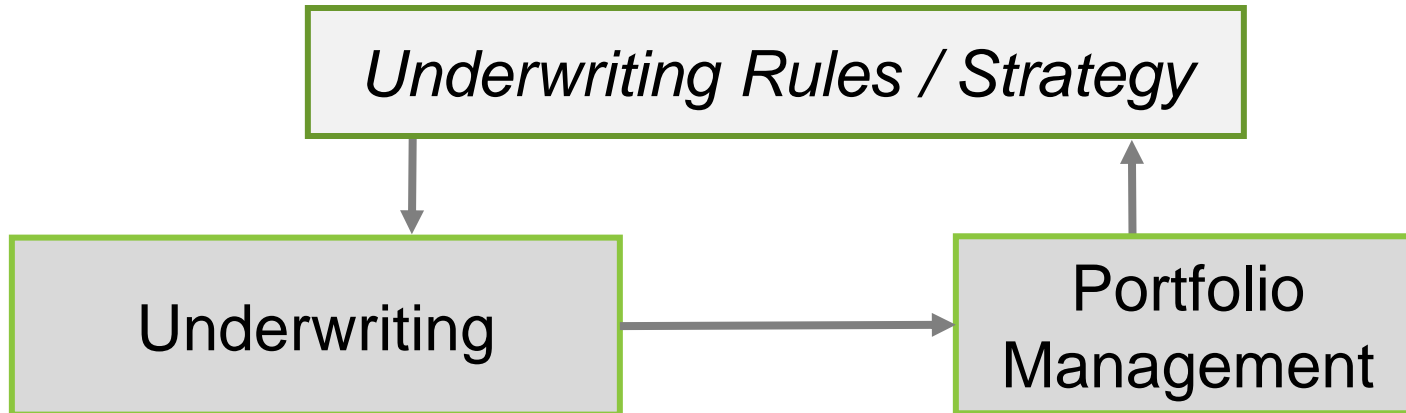 Underwriting Rules / Strategy
Underwriting
Portfolio
Management